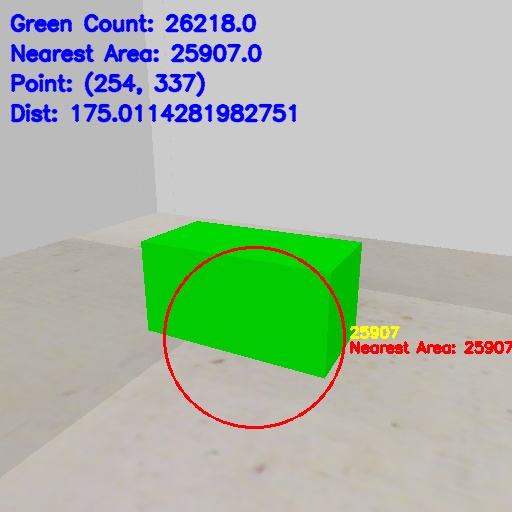 Green Count: 26218.0
Nearest Area: 25907.0
Point: (254, 337)
Dist: 175.0114281982751
25907
Nearest Area: 25907